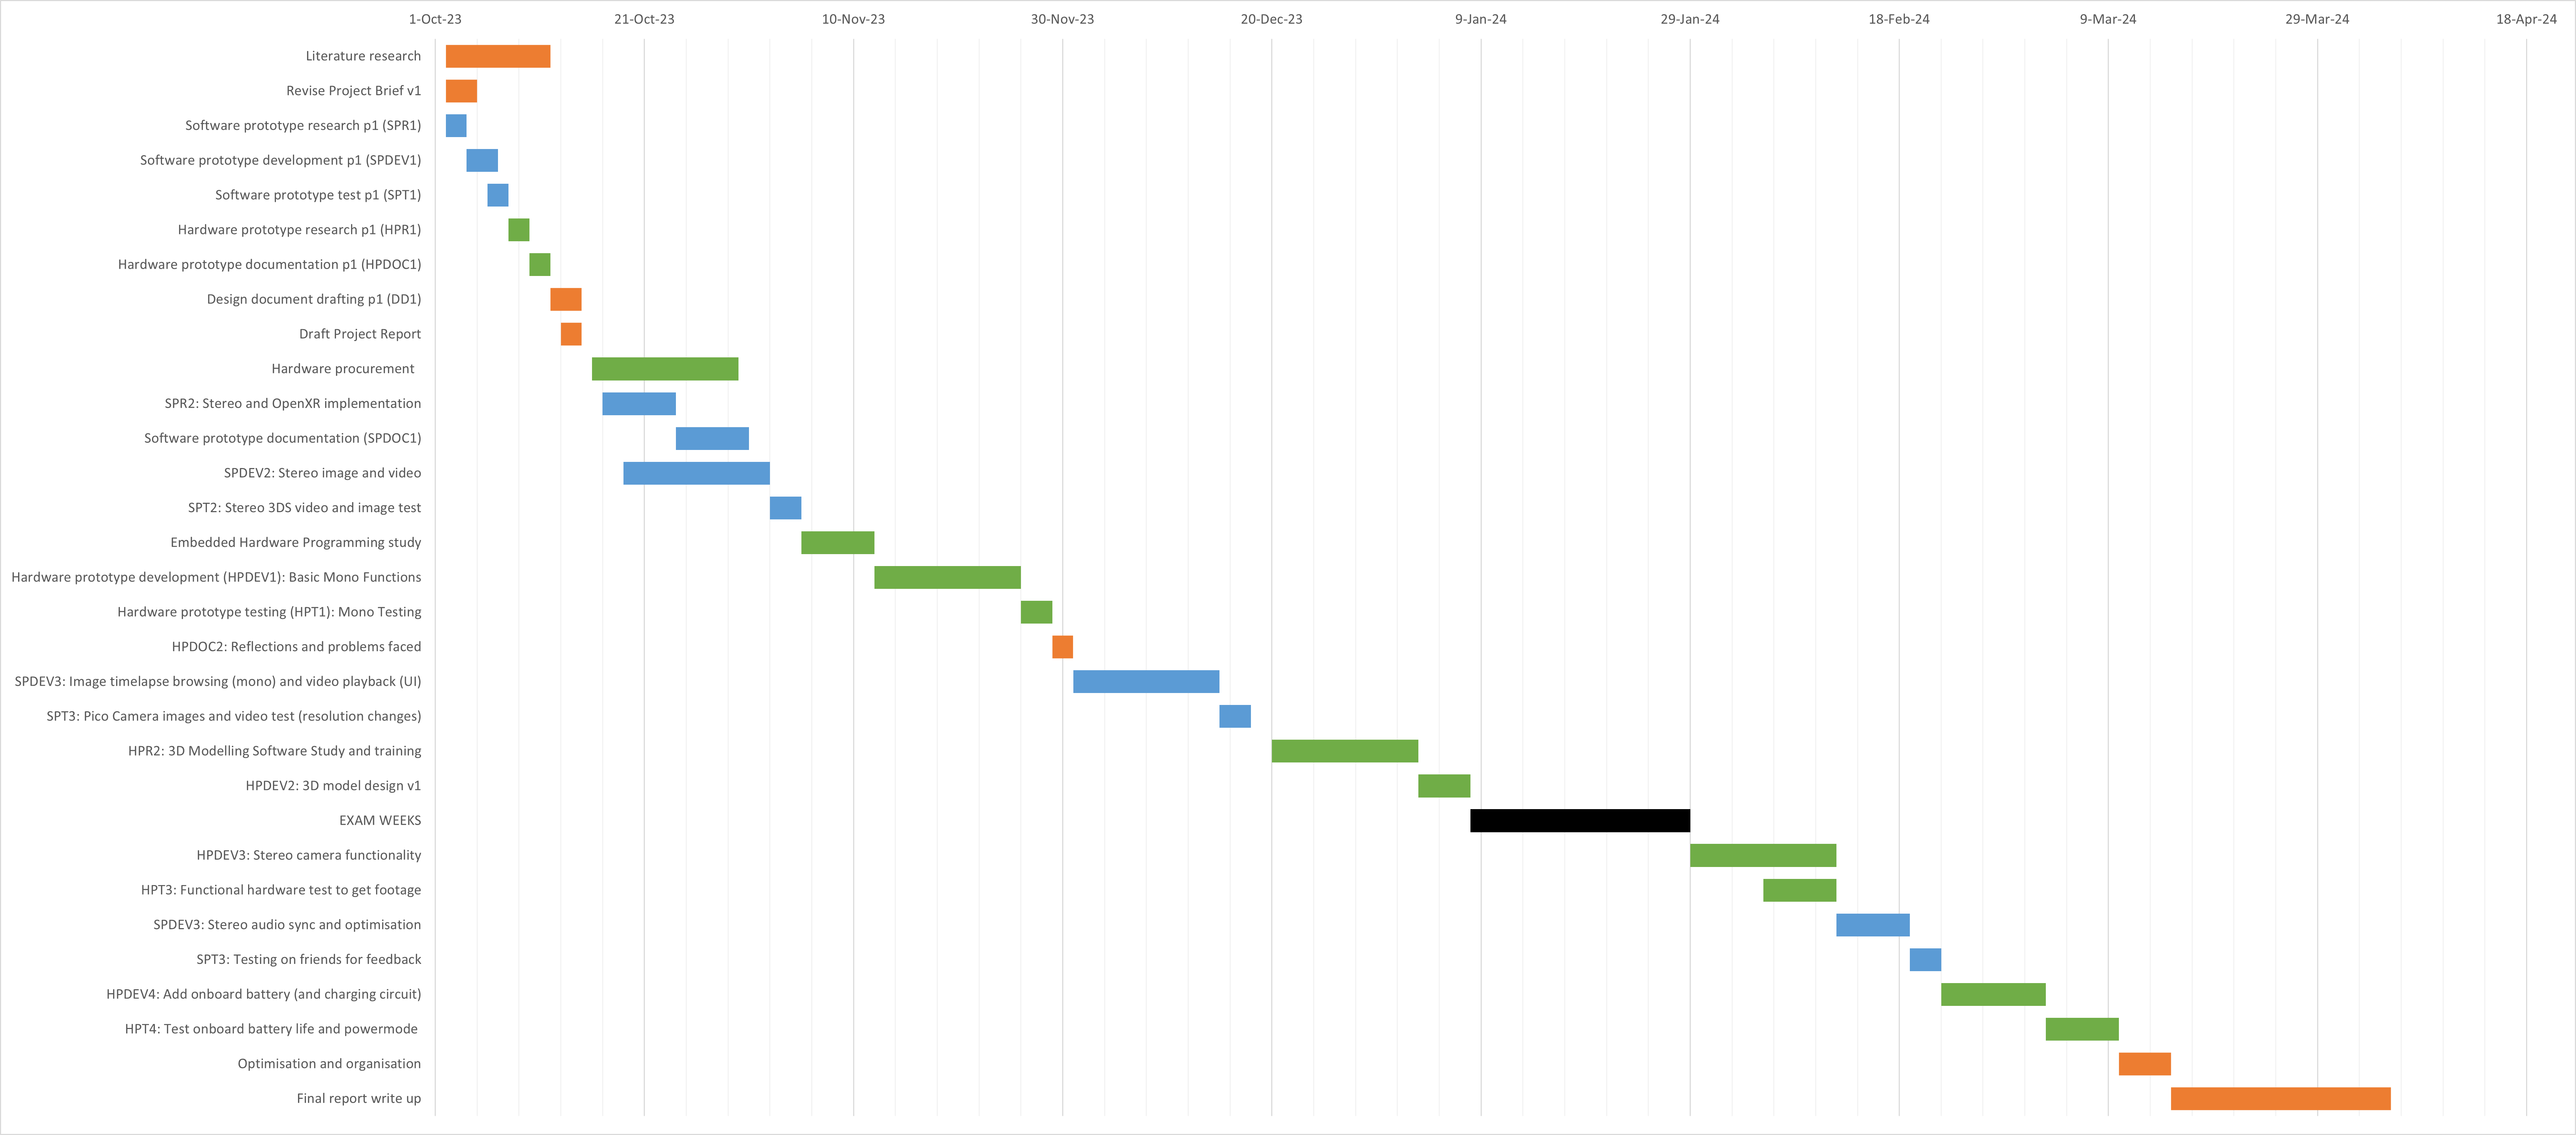 1-Oct-23 21-Oct-23 10-Nov-23 30-Nov-23 20-Dec-23 9-Jan-24 29-Jan-24 18-Feb-24 9-Mar-24 29-Mar-24 18-Apr-24
Literature research
Revise Project Brief v1
Software prototype research p1 (SPR1)
Software prototype development p1 (SPDEV1)
Software prototype test p1 (SPT1)
Hardware prototype research p1 (HPR1)
Hardware prototype documentation p1 (HPDOC1)
Design document drafting p1 (DD1)
Draft Project Report
Hardware procurement
SPR2: Stereo and OpenXR implementation
Software prototype documentation (SPDOC1)
SPDEV2: Stereo image and video
SPT2: Stereo 3DS video and image test
Embedded Hardware Programming study
Hardware prototype development (HPDEV1): Basic Mono Functions
Hardware prototype testing (HPT1): Mono Testing
HPDOC2: Reflections and problems faced
SPDEV3: Image timelapse browsing (mono) and video playback (UI)
SPT3: Pico Camera images and video test (resolution changes)
HPR2: 3D Modelling Software Study and training
HPDEV2: 3D model design v1
EXAM WEEKS
HPDEV3: Stereo camera functionality
HPT3: Functional hardware test to get footage
SPDEV3: Stereo audio sync and optimisation
SPT3: Testing on friends for feedback
HPDEV4: Add onboard battery (and charging circuit)
HPT4: Test onboard battery life and powermode
Optimisation and organisation
Final report write up